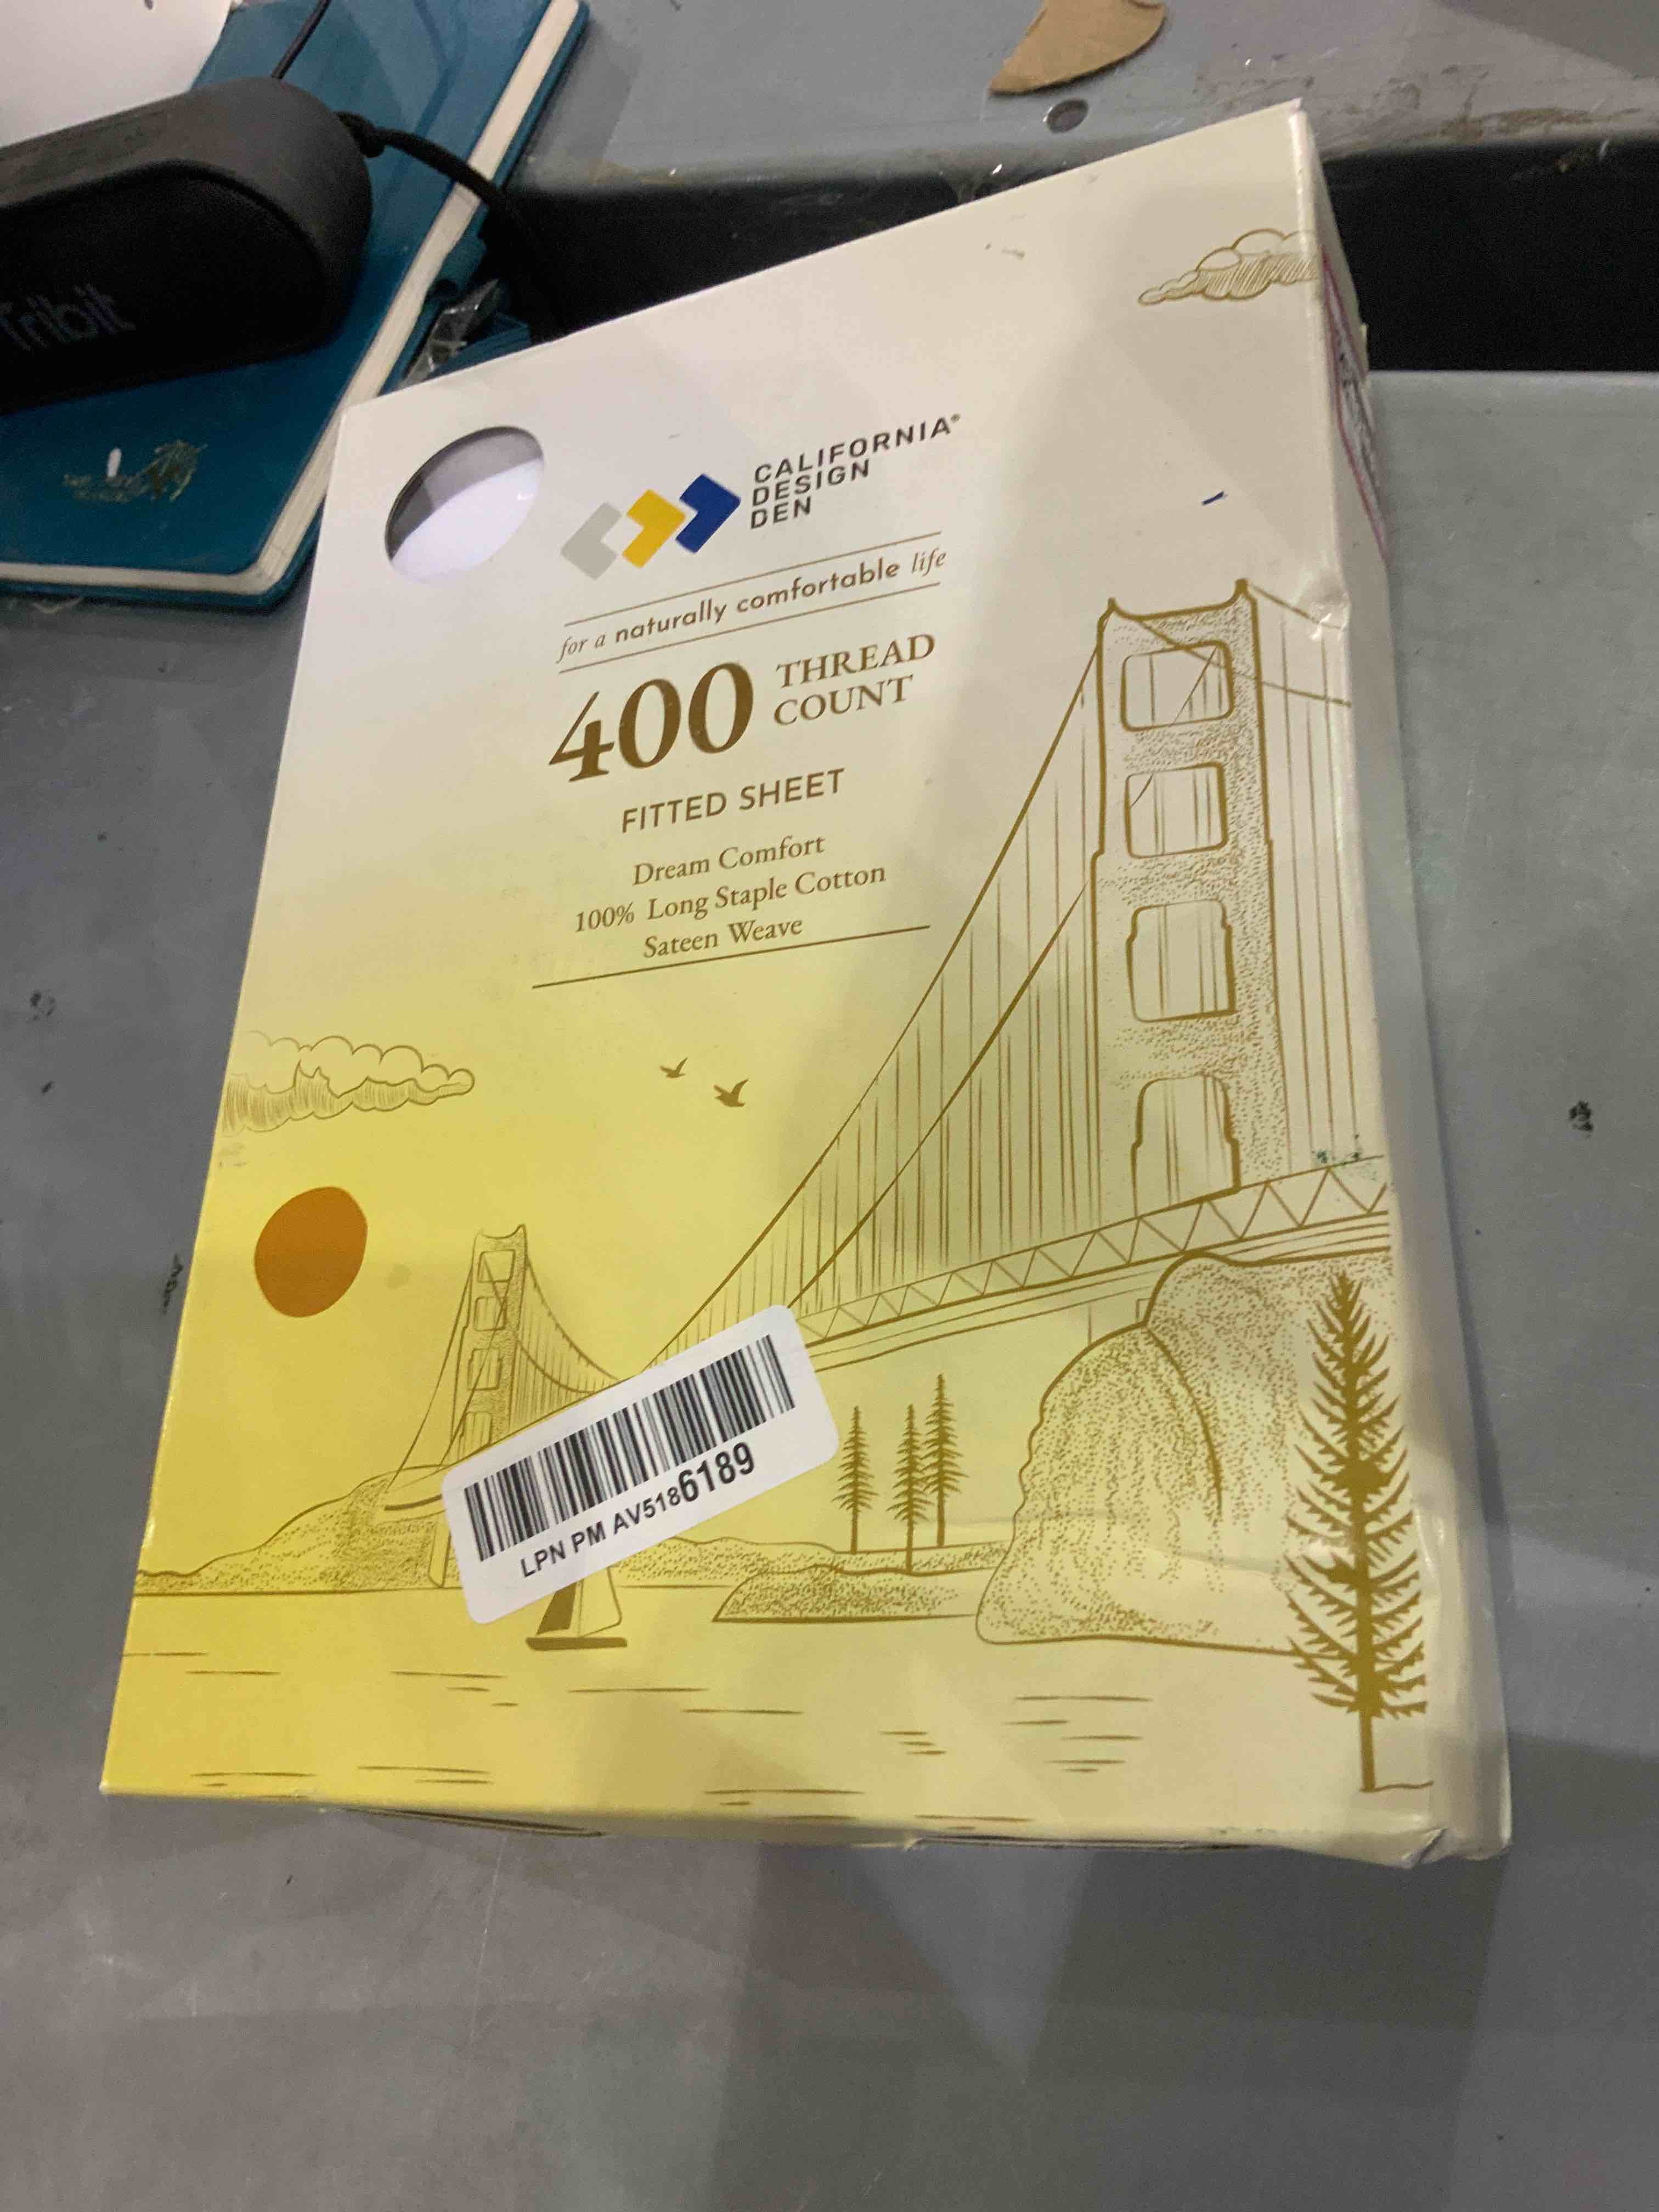 Tribit
CALIFORNIA®
DESIGN
DEN
for a naturally comfortable life
400 THREAD
COUNT
FITTED SHEET
Dream Comfort
100% Long Staple Cotton
Sateen Weave
LPN PM AV5186189